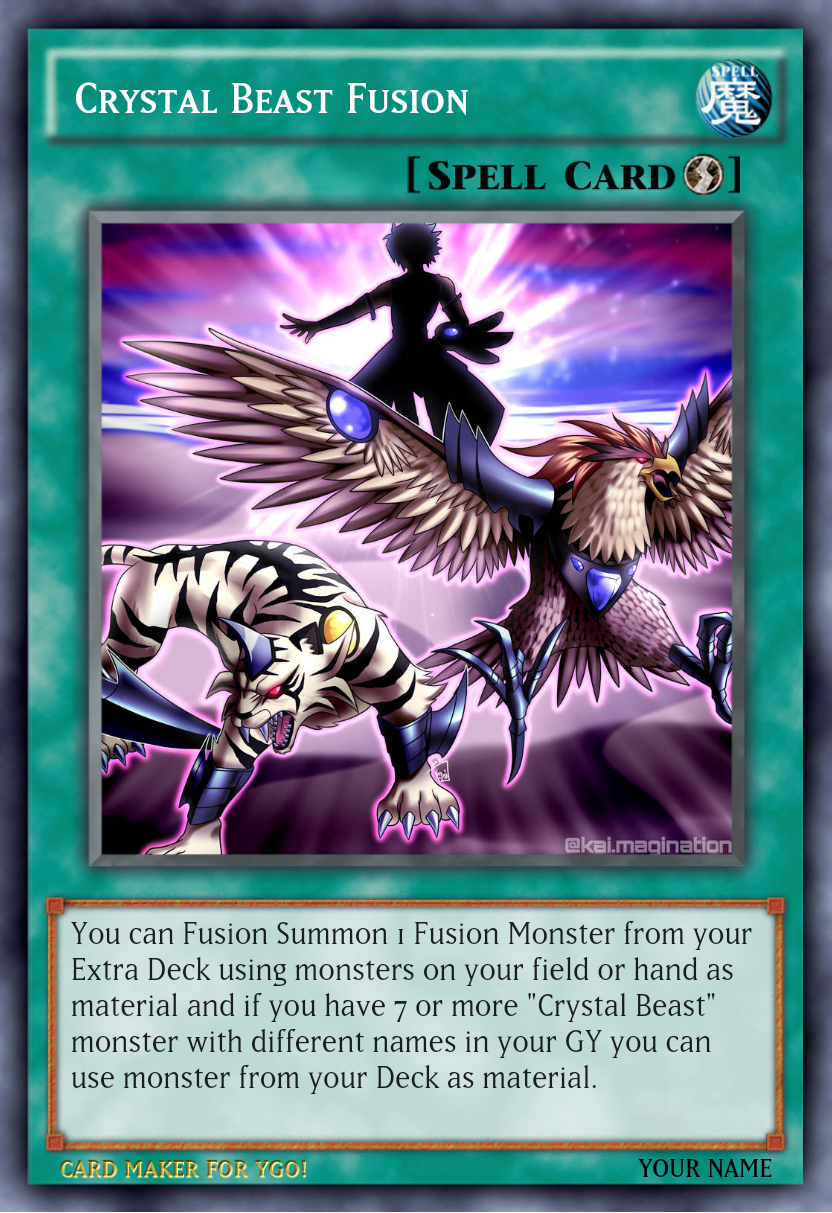 Crystal Beast Fusion
SPELL
魔
[Spell Card]
@kai.magination
You can Fusion Summon 1 Fusion Monster from your
Extra Deck using monsters on your field or hand as
material and if you have 7 or more "Crystal Beast"
monster with different names in your GY you can
use monster from your Deck as material.
CARD MAKER FOR YGO!
YOUR NAME